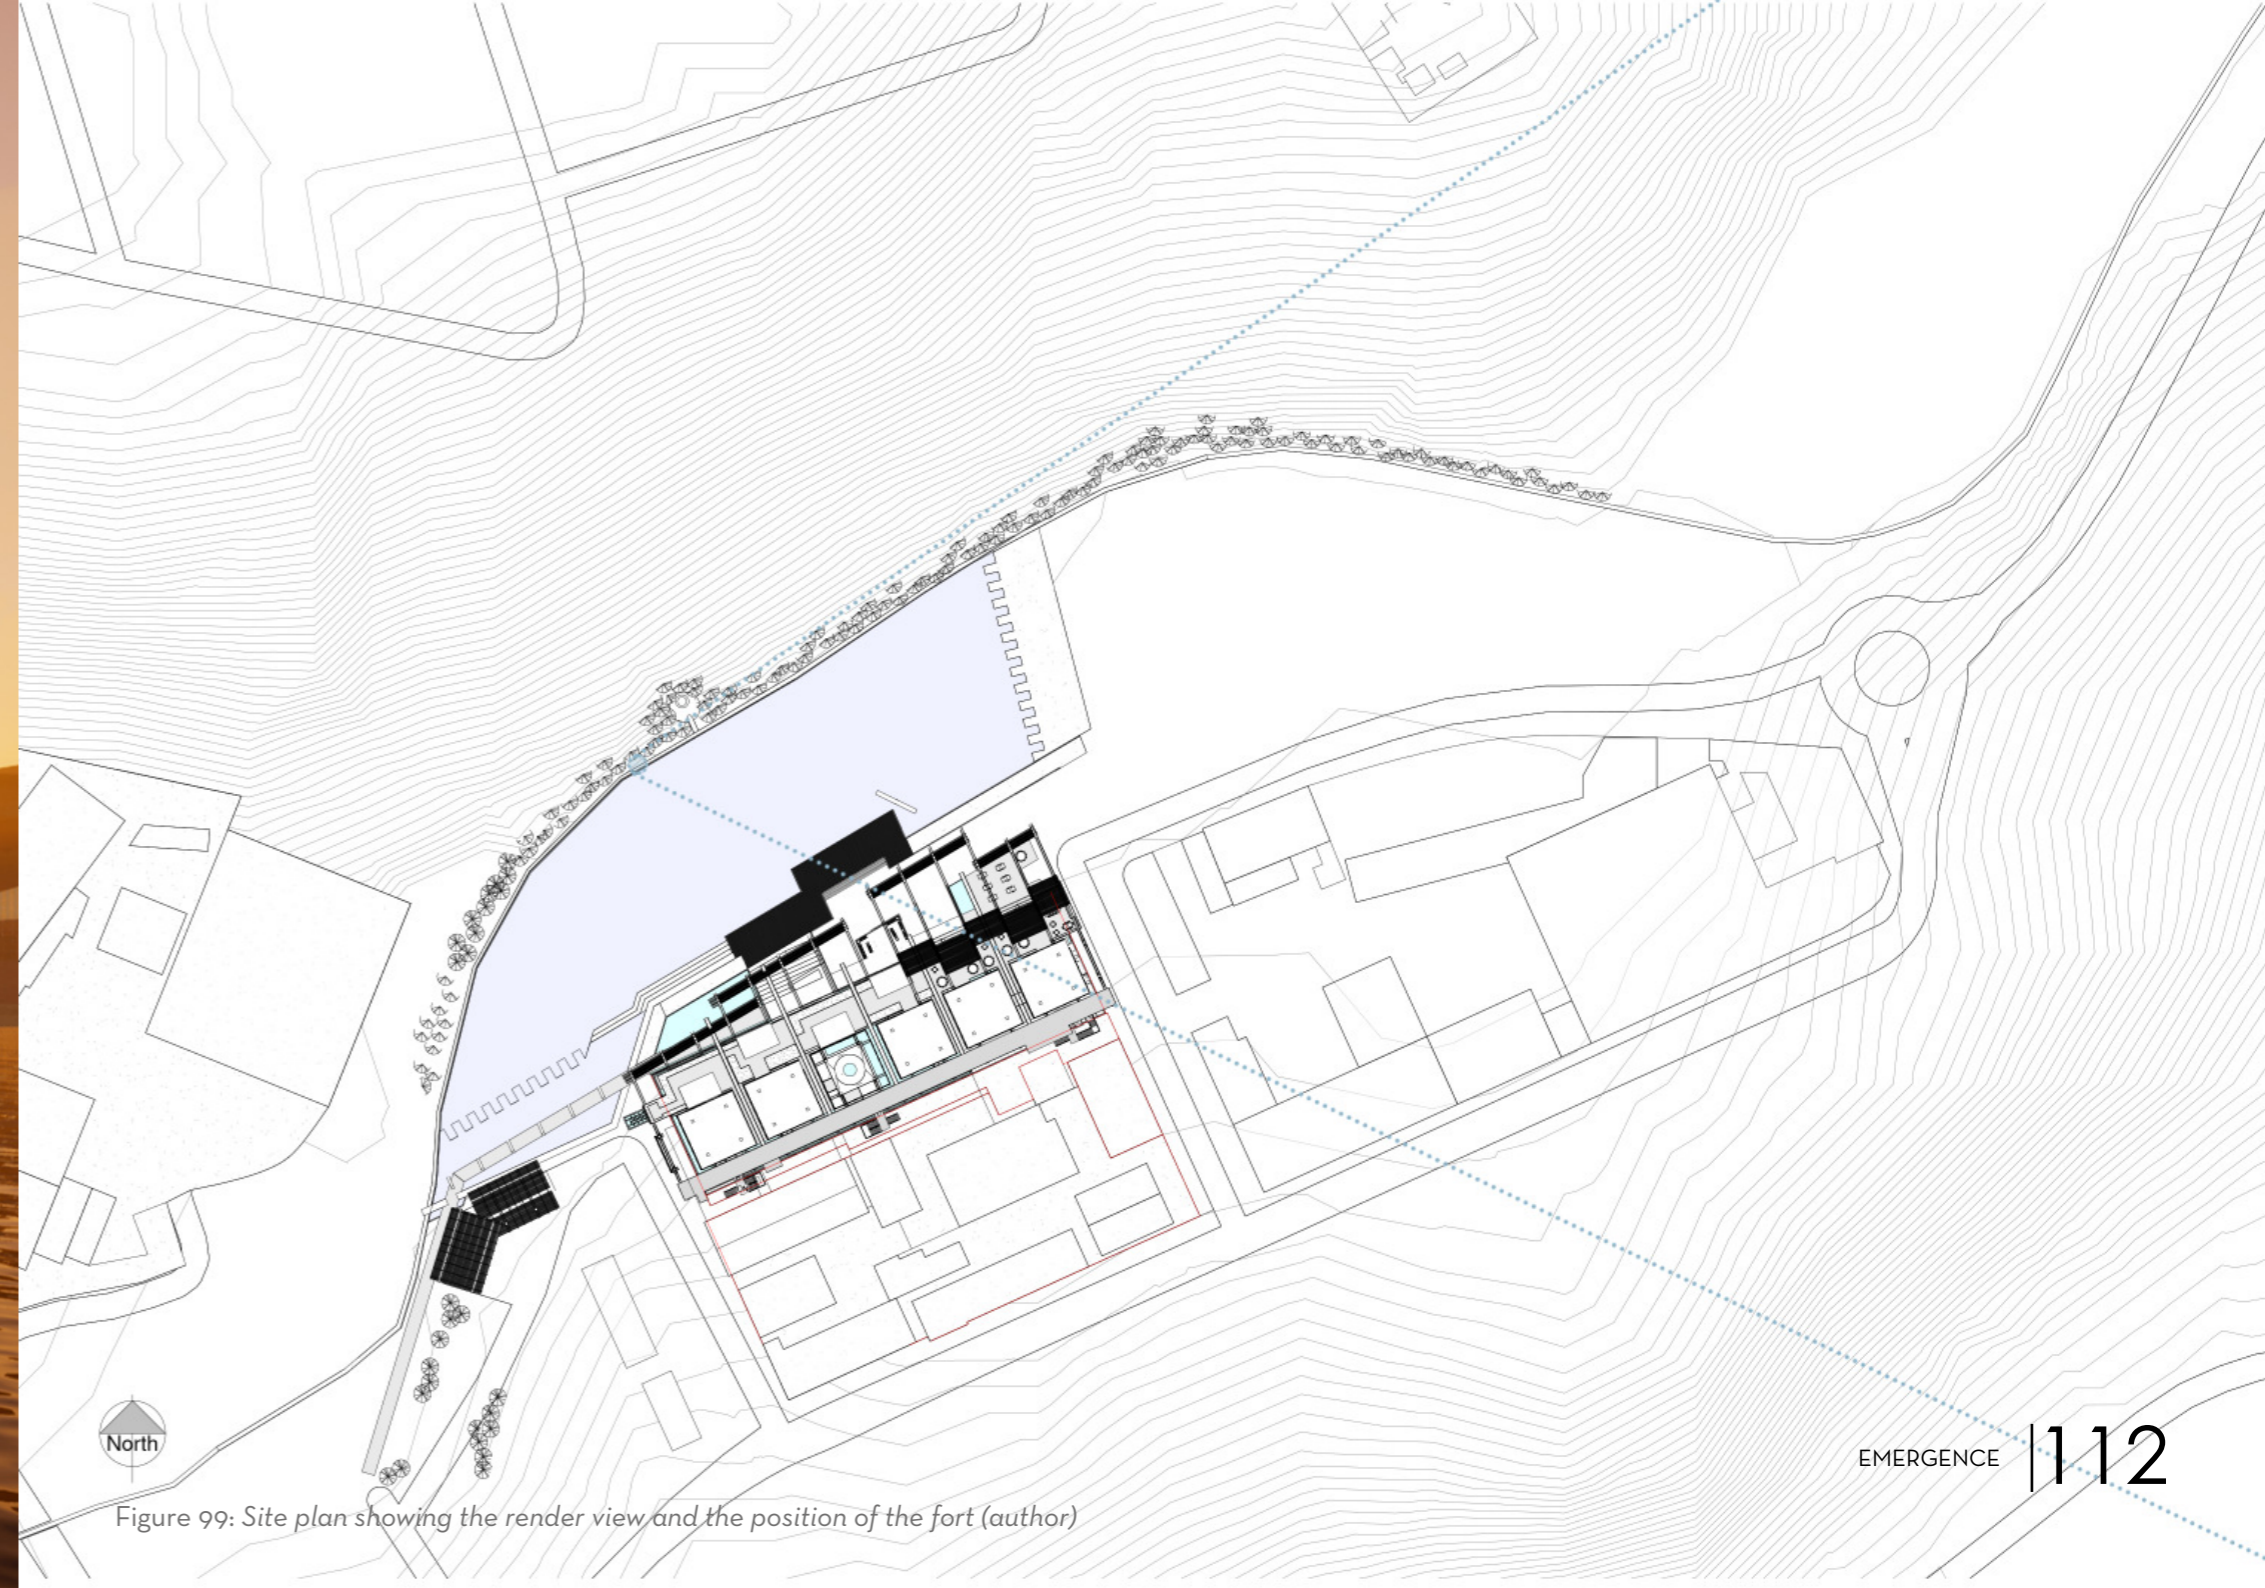 North
EMERGENCE |112
Figure 99: Site plan showing the render view and the position of the fort (author)